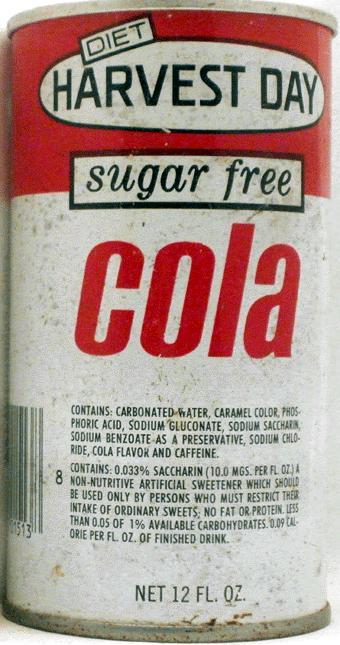 DIET
HARVEST DAY
sugar free
cola
CONTAINS: CARBONATED WATER, CARAMEL COLOR, PHOS-
PHORIC ACID, SODIUM GLUCONATE, SODIUM SACCHARIN,
SODIUM BENZOATE AS A PRESERVATIVE, SODIUM CHLO-
RIDE, COLA FLAVOR AND CAFFEINE.
CONTAINS: 0.033% SACCHARIN (10.0 MGS. PER FL. OZ.) A
NON-NUTRITIVE ARTIFICIAL SWEETENER WHICH SHOULD
BE USED ONLY BY PERSONS WHO MUST RESTRICT THEIR
INTAKE OF ORDINARY SWEETS; NO FAT OR PROTEIN. LESS
THAN 0.05 OF 1% AVAILABLE CARBOHYDRATES. 0.09 CAL-
ORIE PER FL. OZ. OF FINISHED DRINK.
8
1513
NET 12 FL. OZ.